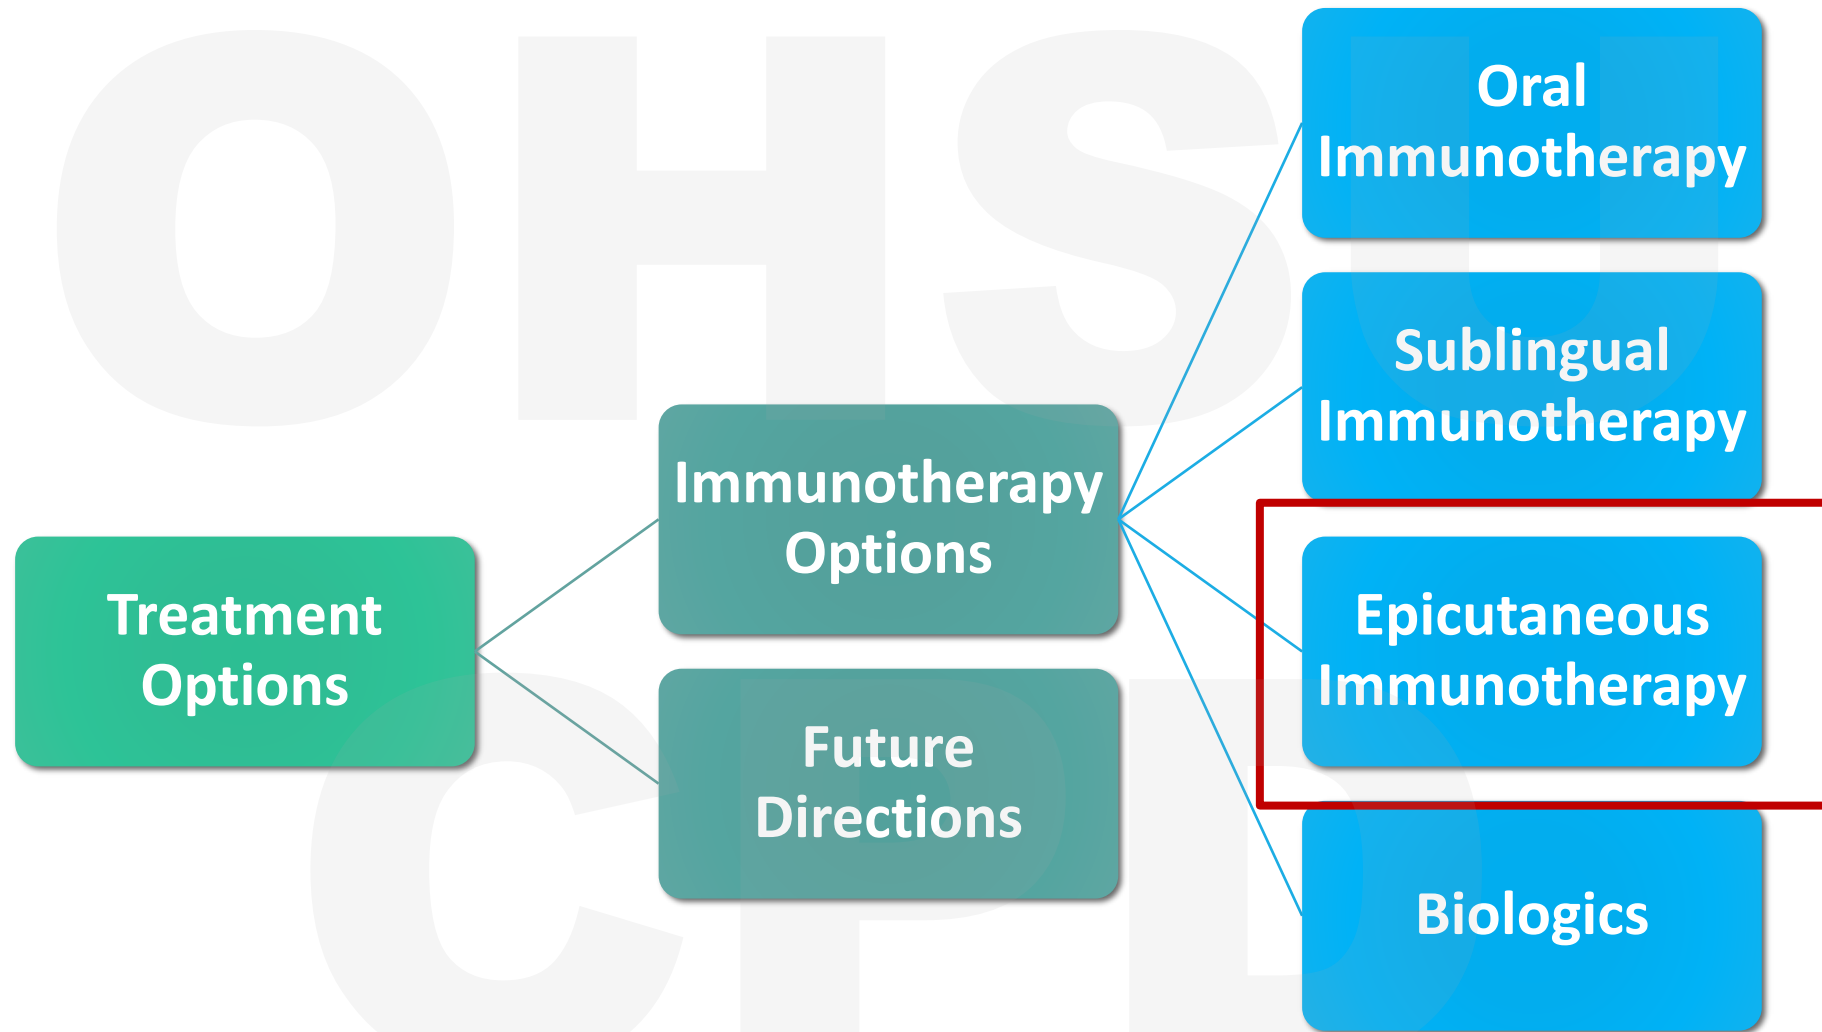 OHSU
CPD
Treatment
Options
Immunotherapy
Options
Future
Directions
Oral
Immunotherapy
Sublingual
Immunotherapy
Epicutaneous
Immunotherapy
Biologics